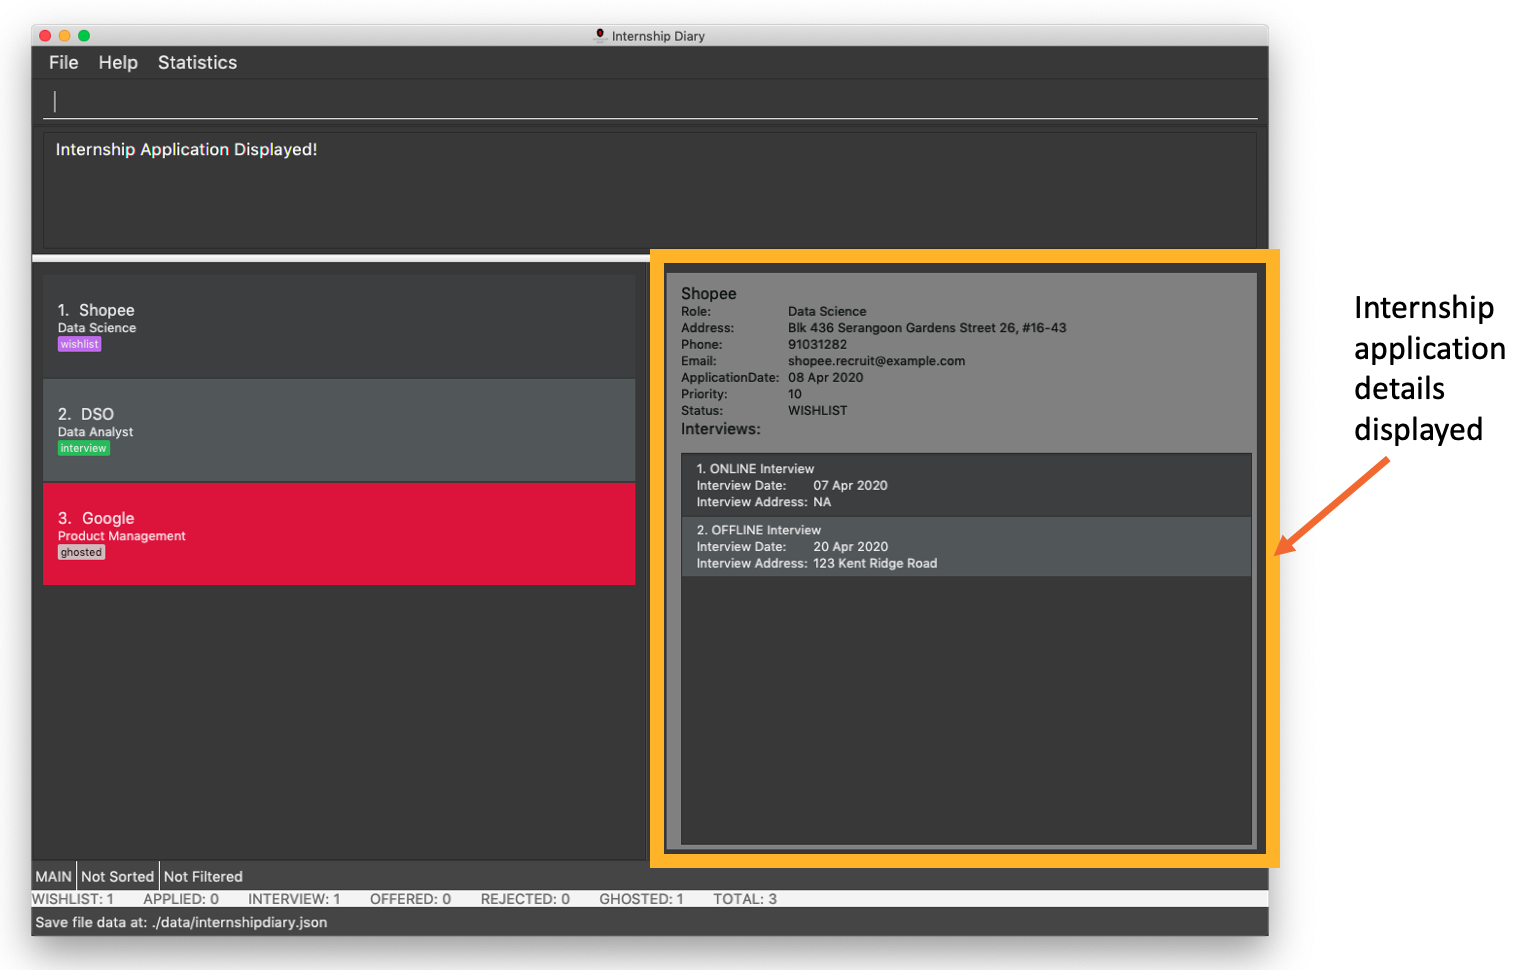 Internship Diary
File Help Statistics
Internship Application Displayed!
1. Shopee
Data Science
wishlist
2. DSO
Data Analyst
interview
3. Google
Product Management
ghosted
Shopee
Role: Data Science
Address: Blk 436 Serangoon Gardens Street 26, #16-43
Phone: 91031282
Email: shopee.recruit@example.com
ApplicationDate: 08 Apr 2020
Priority: 10
Status: WISHLIST
Interviews:
1. ONLINE Interview
Interview Date: 07 Apr 2020
Interview Address: NA
2. OFFLINE Interview
Interview Date: 20 Apr 2020
Interview Address: 123 Kent Ridge Road
Internship
application
details
displayed
MAIN Not Sorted Not Filtered
WISHLIST: 1 APPLIED: 0 INTERVIEW: 1 OFFERED: 0 REJECTED: 0 GHOSTED: 1 TOTAL: 3
Save file data at: ./data/internshipdiary.json